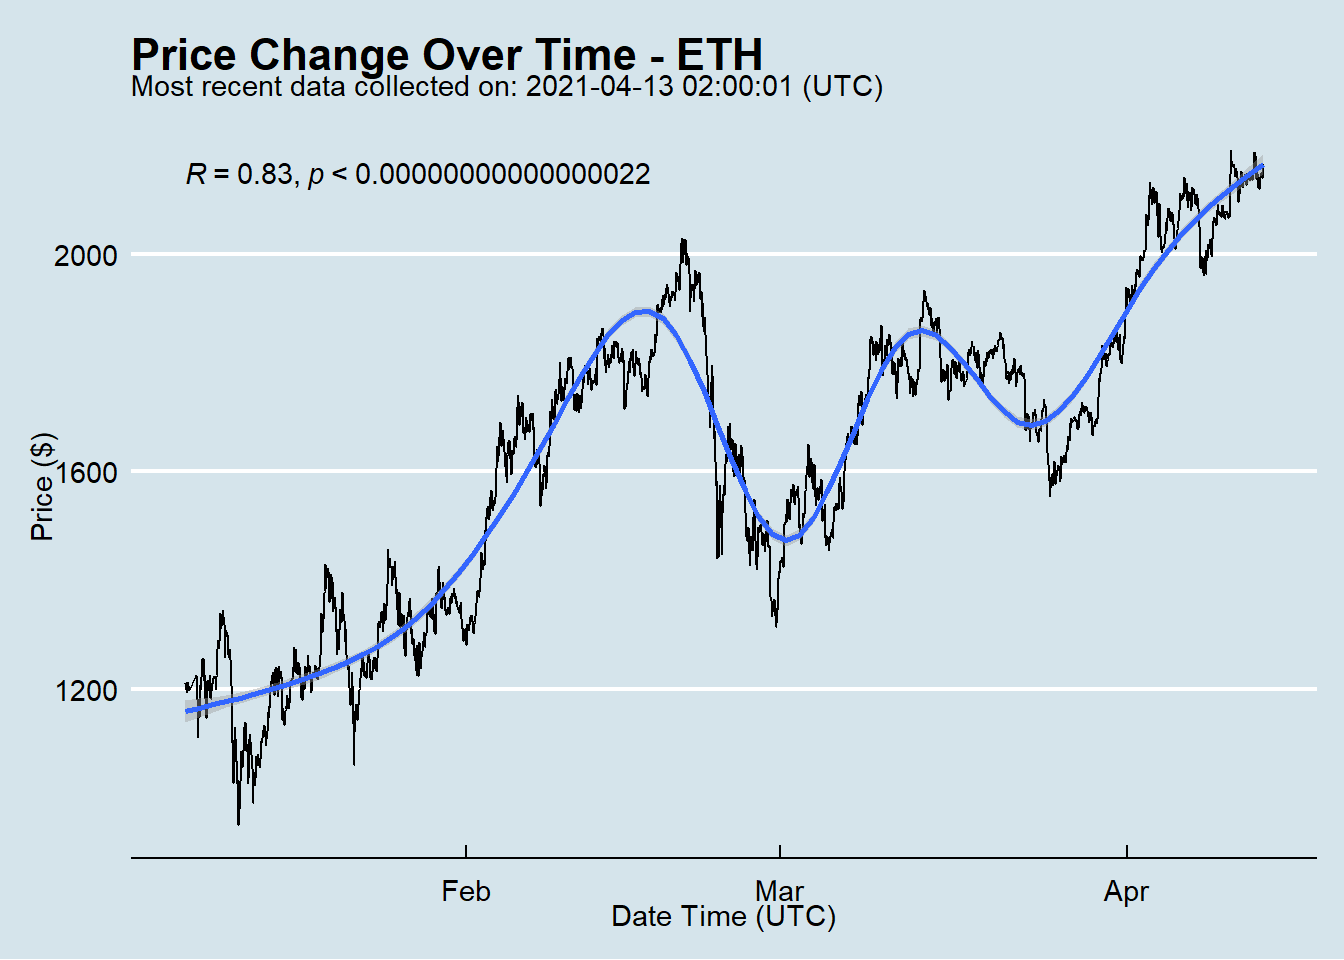 Price Change Over Time - ETH
Most recent data collected on: 2021-04-13 02:00:01 (UTC)
R = 0.83, p < 0.00000000000000022
2000
1600
1200
Price ($)
Feb
Mar
Apr
Date Time (UTC)